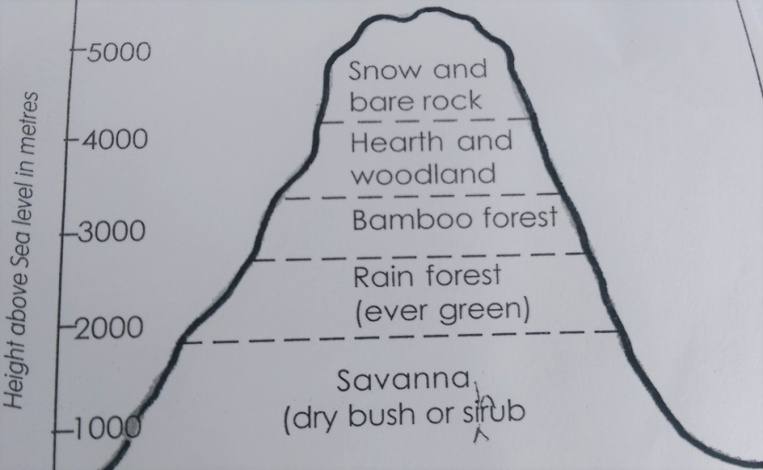 Height above Sea level in metres
5000
Snow and
bare rock
4000
Hearth and
woodland
Bamboo forest
3000
Rain forest
(ever green)
2000
Savanna
(dry bush or
1000